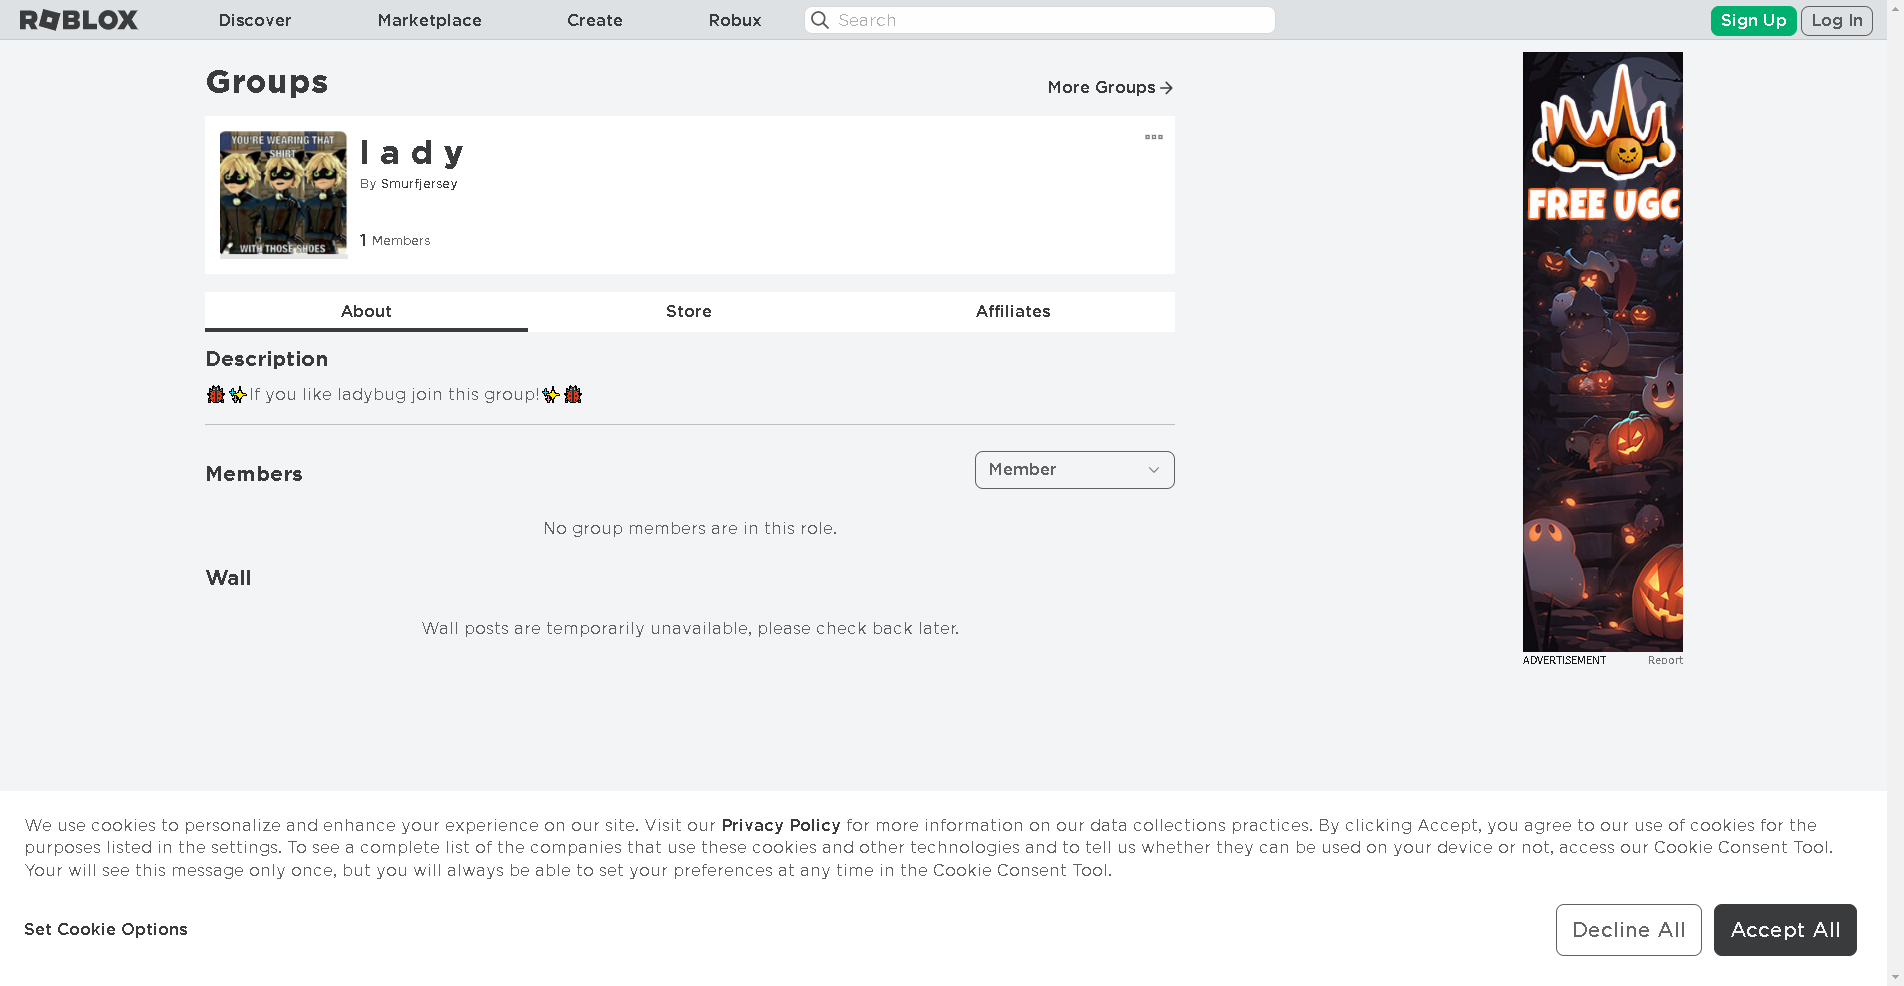 ROBLOX
Discover
Marketplace
Create
Robux
Search
Sign Up
Log In
Groups
More Groups
YOU'RE WEARING THAT
SHIRT
WITH THOSE SHOES
l a d y
By Smurfjersey
1 Members
About
Store
Affiliates
Description
🐞✨If you like ladybug join this group!✨🐞
Members
Member
No group members are in this role.
Wall
Wall posts are temporarily unavailable, please check back later.
FREE UGC
ADVERTISEMENT
Report
We use cookies to personalize and enhance your experience on our site. Visit our Privacy Policy for more information on our data collections practices. By clicking Accept, you agree to our use of cookies for the
purposes listed in the settings. To see a complete list of the companies that use these cookies and other technologies and to tell us whether they can be used on your device or not, access our Cookie Consent Tool.
Your will see this message only once, but you will always be able to set your preferences at any time in the Cookie Consent Tool.
Set Cookie Options
Decline All
Accept All